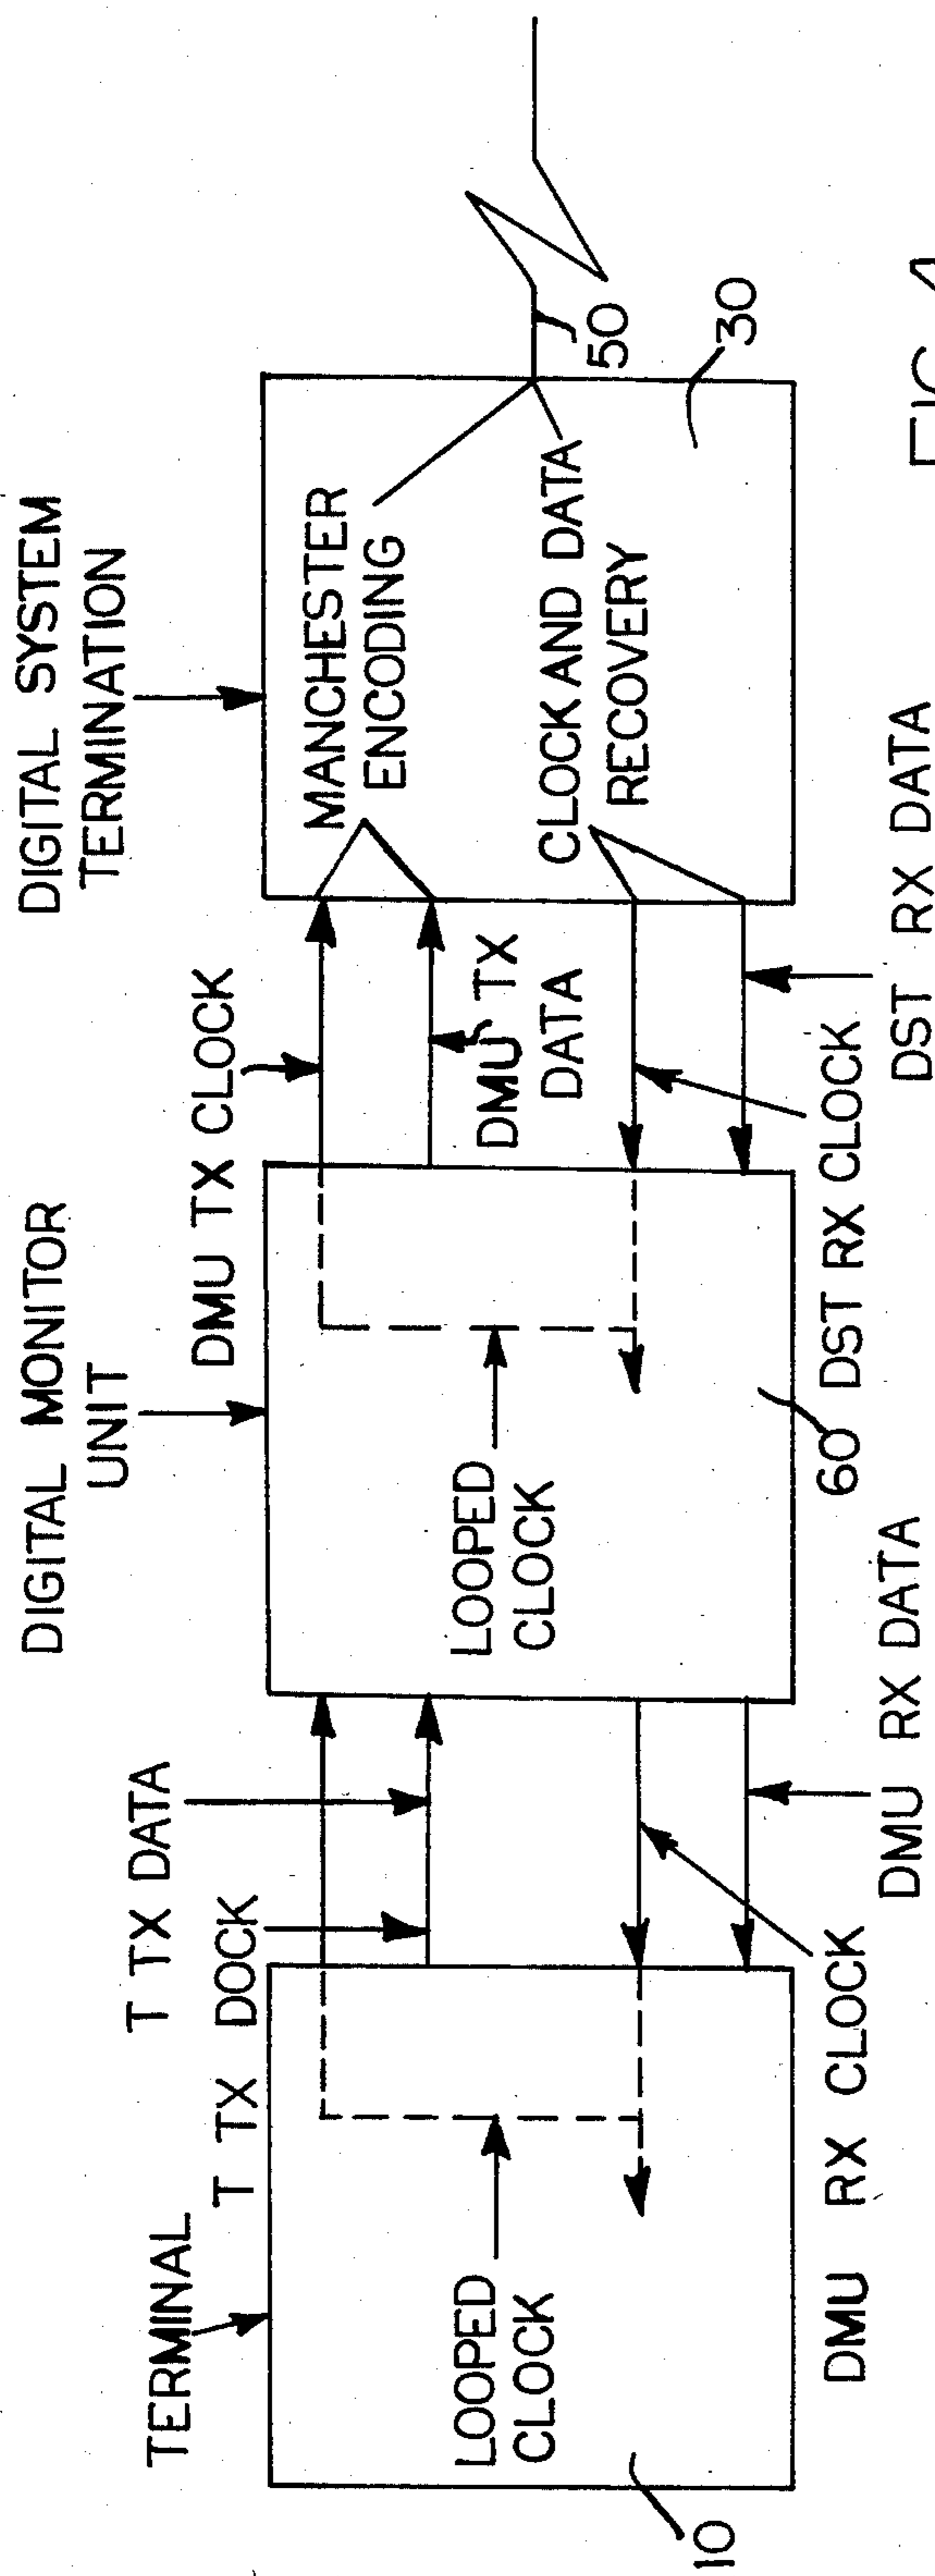 TERMINAL
T TX DOCK
T TX DATA
DIGITAL MONITOR
UNIT
DMU TX CLOCK
DIGITAL SYSTEM
TERMINATION
LOOPED
CLOCK
LOOPED
CLOCK
DMU TX
DATA
MANCHESTER
ENCODING
CLOCK AND DATA
RECOVERY
50
30
10
DMU RX CLOCK
DMU RX DATA
60
DST RX CLOCK
DST RX DATA
FIG. 4